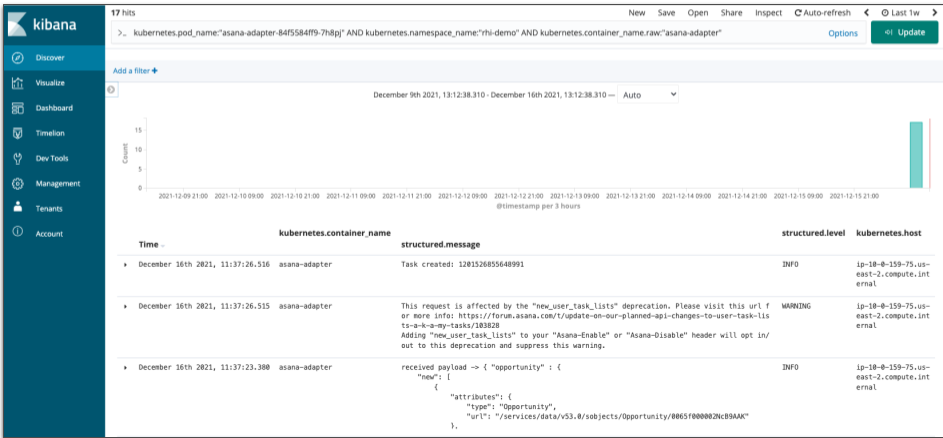 kibana
Discover
Visualize
Dashboard
Timelion
Dev Tools
Management
Tenants
Account
17 hits
New Save Open Share Inspect Auto-refresh Last 1w
>_ kubernetes.pod_name:"asana-adapter-84f5584ff9-7h8pj" AND kubernetes.namespace_name:"rhi-demo" AND kubernetes.container_name.raw:"asana-adapter"
Options
Update
Add a filter +
December 9th 2021, 13:12:38.310 - December 16th 2021, 13:12:38.310 — Auto
Count
15
10
5
0
2021-12-09 21:00 2021-12-10 09:00 2021-12-10 21:00 2021-12-11 09:00 2021-12-11 21:00 2021-12-12 09:00 2021-12-12 21:00 2021-12-13 09:00 2021-12-13 21:00 2021-12-14 09:00 2021-12-14 21:00 2021-12-15 09:00 2021-12-15 21:00
@timestamp per 3 hours
Time kubernetes.container_name structured.message structured.level kubernetes.host
December 16th 2021, 11:37:26.516 asana-adapter Task created: 1201526855648991 INFO ip-10-0-159-75.us-
east-2.compute.int
ernal
December 16th 2021, 11:37:26.515 asana-adapter This request is affected by the "new_user_task_lists" deprecation. Please visit this url f WARNING ip-10-0-159-75.us-
or more info: https://forum.asana.com/t/update-on-our-planned-api-changes-to-user-task-lis east-2.compute.int
ts-a-k-a-my-tasks/103828 ernal
Adding "new_user_task_lists" to your "Asana-Enable" or "Asana-Disable" header will opt in/
out to this deprecation and suppress this warning.
December 16th 2021, 11:37:23.380 asana-adapter received payload -> { "opportunity" : { INFO ip-10-0-159-75.us-
"new": [ east-2.compute.int
{ ernal
"attributes": {
"type": "Opportunity",
"url": "/services/data/v53.0/sobjects/Opportunity/0065f000002NcB9AAK"
},